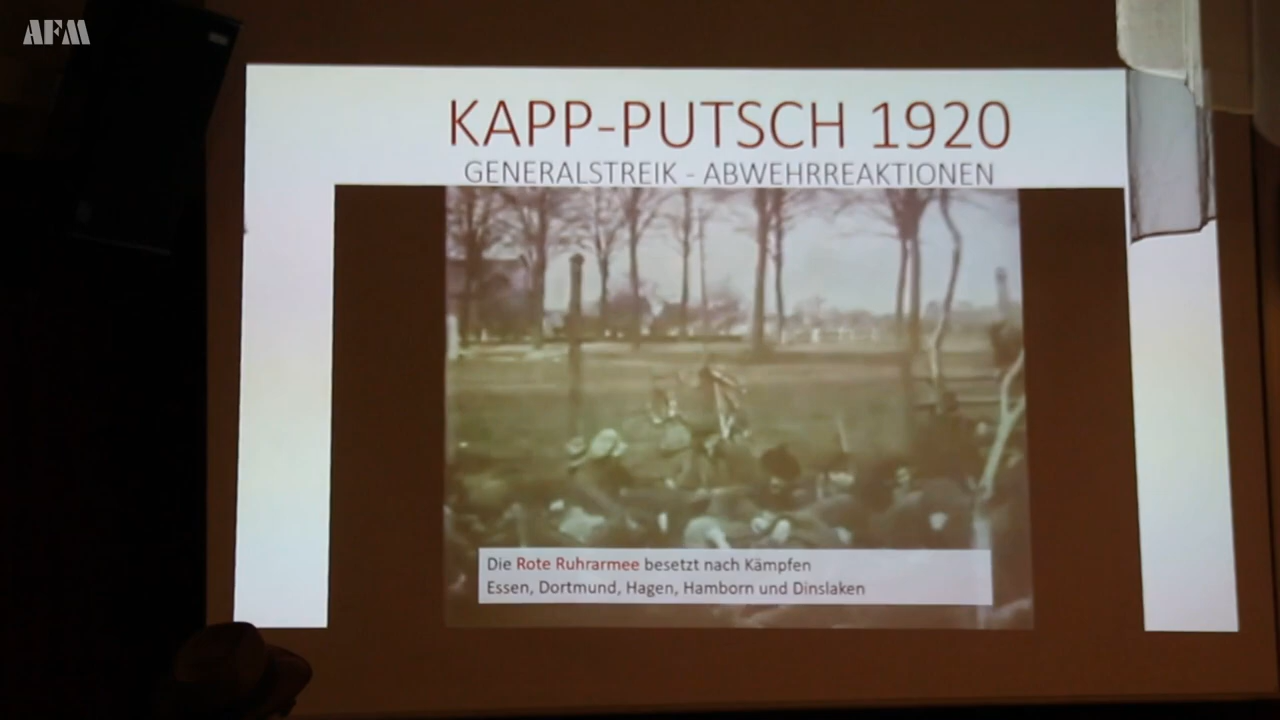 AFM
KAPP-PUTSCH 1920
GENERALSTREIK - ABWEHRREAKTIONEN
Die Rote Ruhrarmee besetzt nach Kämpfen
Essen, Dortmund, Hagen, Hamborn und Dinslaken